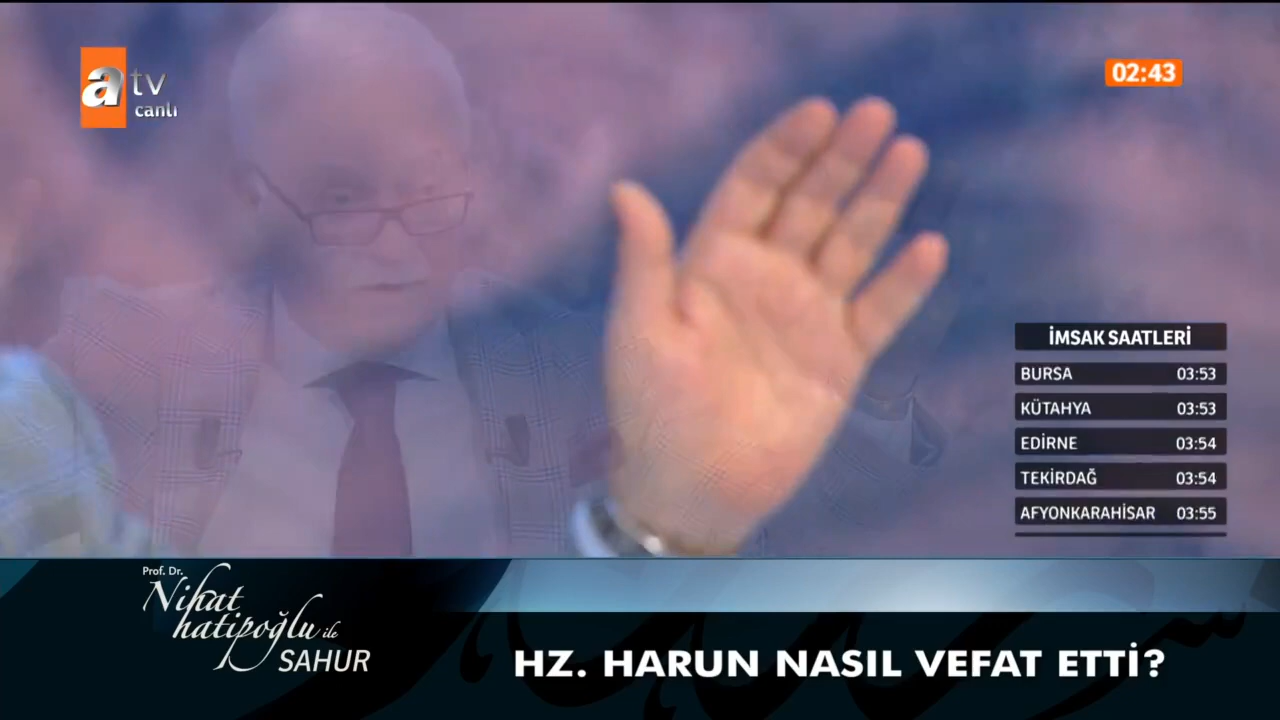 atv
canlı
02:43
İMSAK SAATLERİ
BURSA 03:53
KÜTAHYA 03:53
EDİRNE 03:54
TEKİRDAĞ 03:54
AFYONKARAHİSAR 03:55
Prof. Dr.
Nihat
hatipoğlu ile
SAHUR
HZ. HARUN NASIL VEFAT ETTİ?